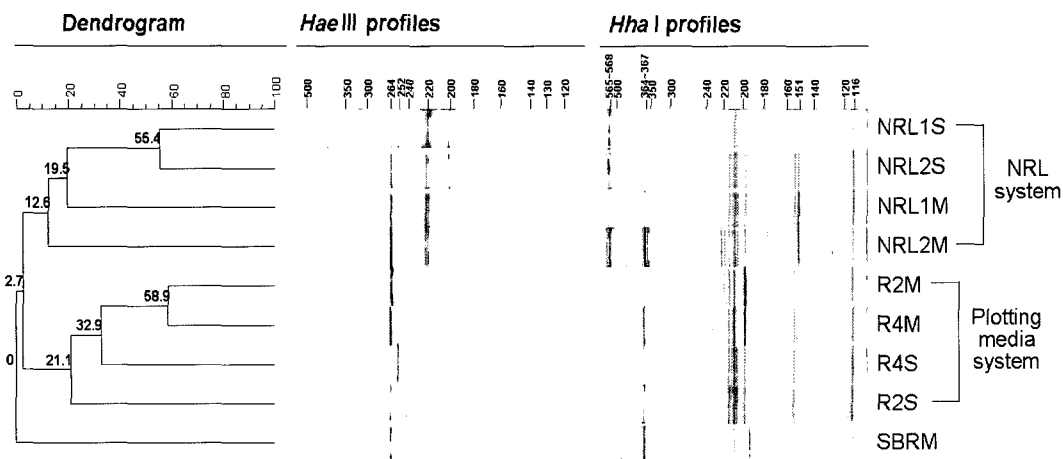 Dendrogram
Hae III profiles
Hha I profiles
0 20 40 60 80 100
500 350 300 264 252 240 220 200 180 160 140 130 120
565-568 500 364-367 350 300 240 220 200 180 160 151 140 120 116
55.4
19.5
12.6
2.7
58.9
32.9
21.1
0
NRL1S
NRL2S
NRL1M
NRL2M
R2M
R4M
R4S
R2S
SBRM
NRL
system
Plotting
media
system